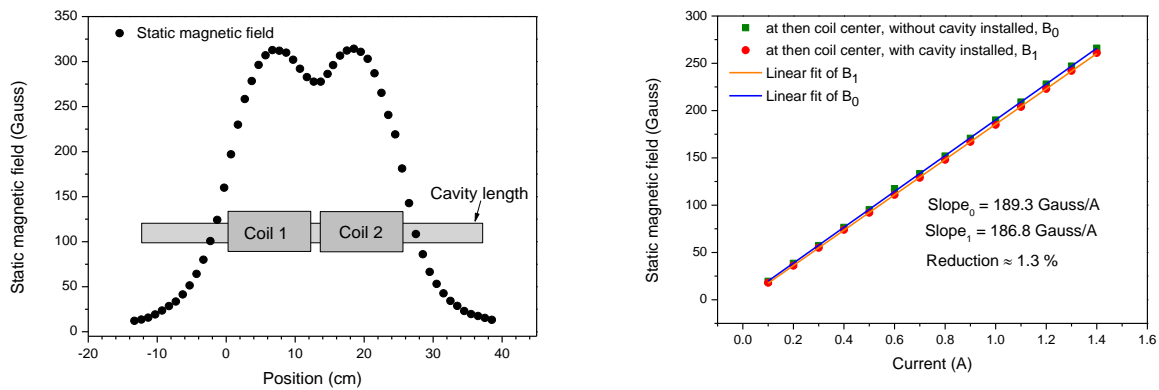 350
300
250
200
150
100
50
0
Static magnetic field (Gauss)
Static magnetic field
Cavity length
Coil 1
Coil 2
-20
-10
0
10
20
30
40
Position (cm)
300
250
200
150
100
50
0
Static magnetic field (Gauss)
at then coil center, without cavity installed, B₀
at then coil center, with cavity installed, B₁
Linear fit of B₁
Linear fit of B₀
Slope₀ = 189.3 Gauss/A
Slope₁ = 186.8 Gauss/A
Reduction ≈ 1.3 %
0.0
0.2
0.4
0.6
0.8
1.0
1.2
1.4
1.6
Current (A)